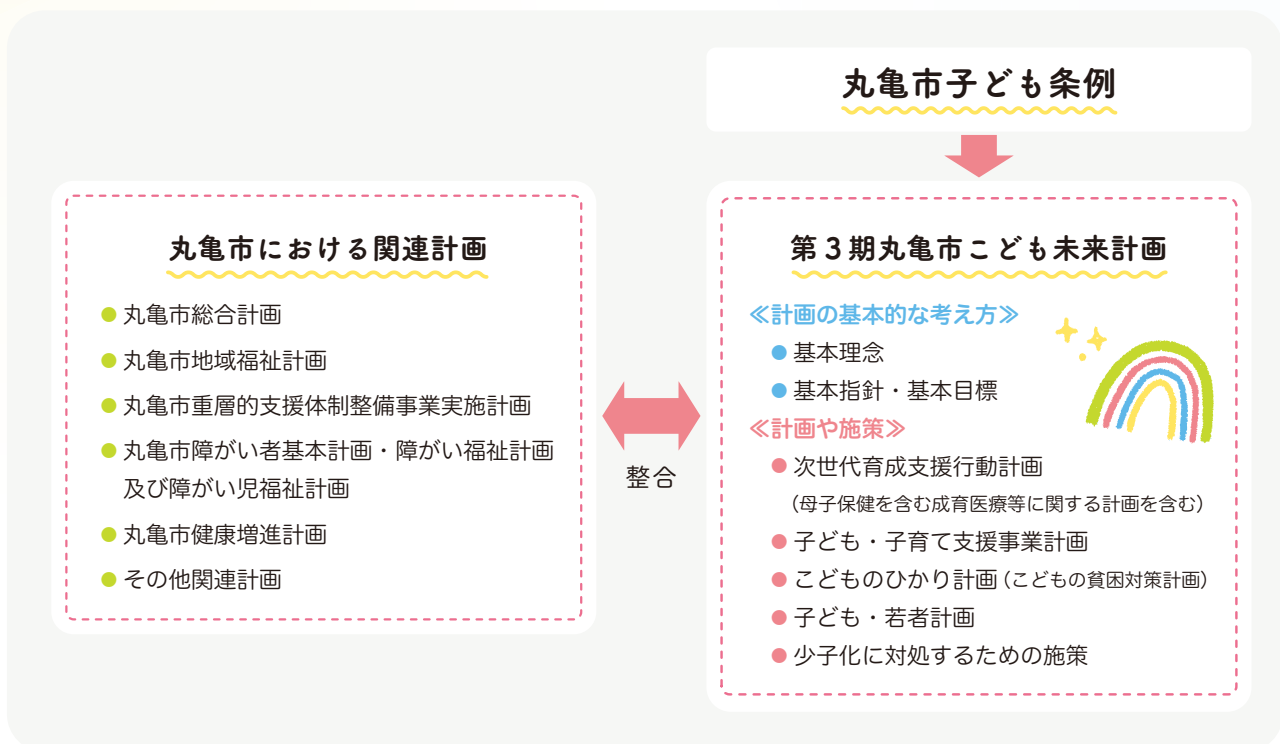 丸亀市子ども条例
丸亀市における関連計画
●丸亀市総合計画
●丸亀市地域福祉計画
●丸亀市重層的支援体制整備事業実施計画
●丸亀市障がい者基本計画・障がい福祉計画
及び障がい児福祉計画
●丸亀市健康増進計画
●その他関連計画
整合
第3期丸亀市こども未来計画
≪計画の基本的な考え方≫
●基本理念
●基本指針・基本目標
≪計画や施策≫
●次世代育成支援行動計画
(母子保健を含む成育医療等に関する計画を含む)
●子ども・子育て支援事業計画
●こどものひかり計画(こどもの貧困対策計画)
●子ども・若者計画
●少子化に対処するための施策